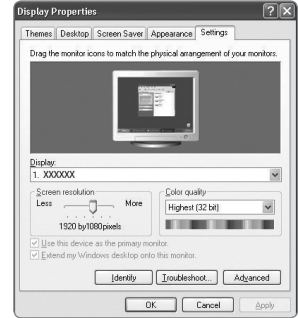 Display Properties
Themes Desktop Screen Saver Appearance Settings
Drag the monitor icons to match the physical arrangement of your monitors.
Display:
1. XXXXXX
Screen resolution
Less More
1920 by1080pixels
Color quality
Highest (32 bit)
Use this device as the primary monitor.
Extend my Windows desktop onto this monitor.
Identify Troubleshoot... Advanced
OK Cancel Apply